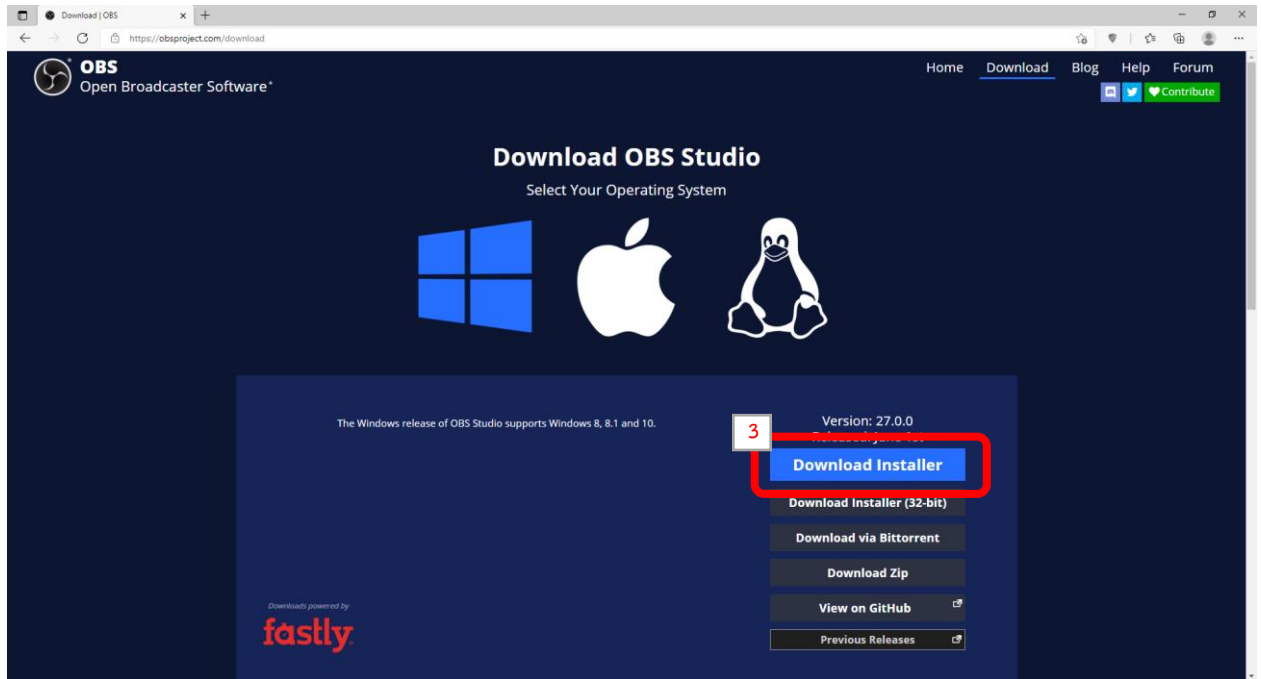 Download | OBS
https://obsproject.com/download
OBS
Open Broadcaster Software
Home Download Blog Help Forum
Contribute
Download OBS Studio
Select Your Operating System
The Windows release of OBS Studio supports Windows 8, 8.1 and 10.
3
Version: 27.0.0
Download Installer
Download Installer (32-bit)
Download via Bittorrent
Download Zip
View on GitHub
Previous Releases
Downloads powered by
fastly